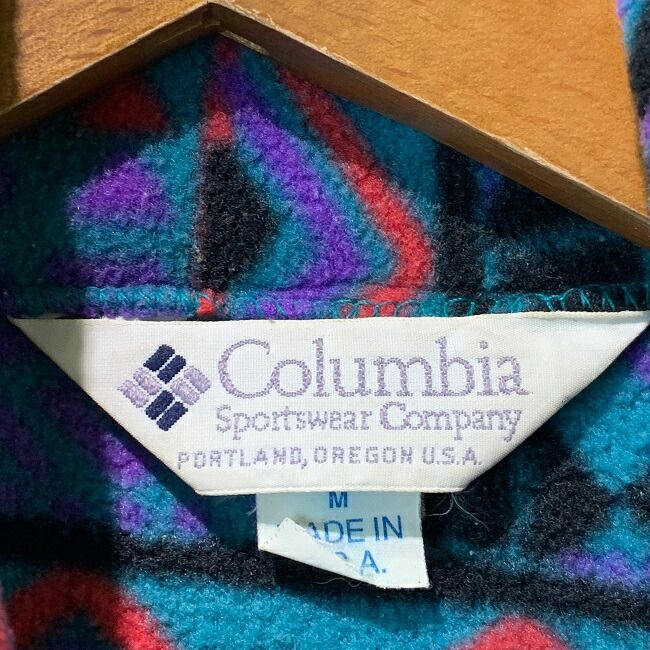 Columbia
Sportswear Company
PORTLAND, OREGON U.S.A.
M
ADE IN
A.